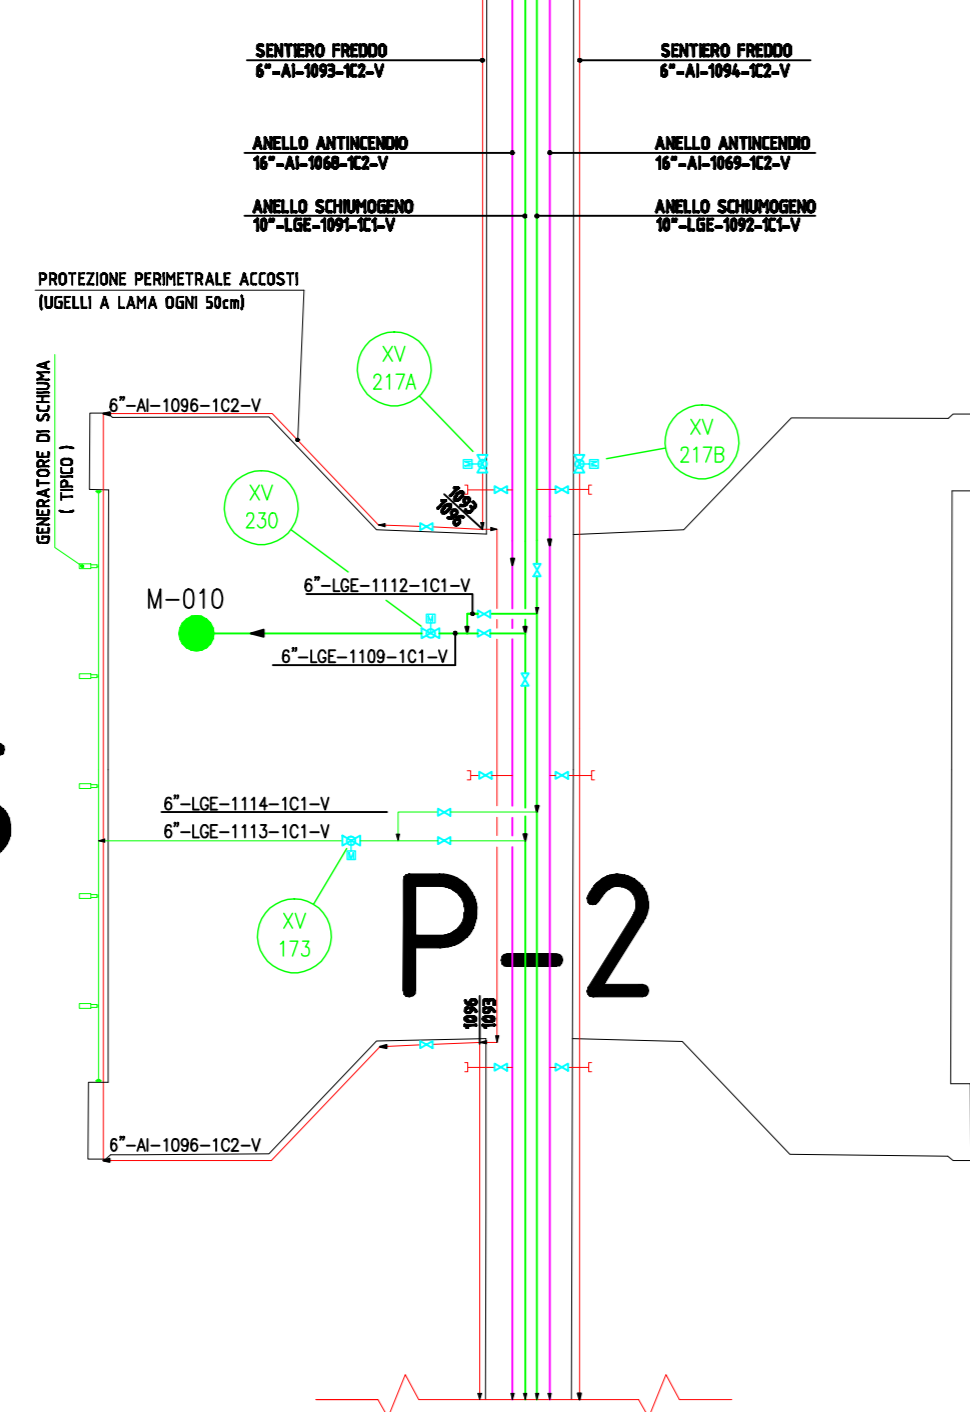 SENTIERO FREDDO
6"-AI-1093-1C2-V
SENTIERO FREDDO
6"-AI-1094-1C2-V
ANELLO ANTINCENDIO
16"-AI-1068-1C2-V
ANELLO ANTINCENDIO
16"-AI-1069-1C2-V
ANELLO SCHIUMOGENO
10"-LGE-1091-1C1-V
ANELLO SCHIUMOGENO
10"-LGE-1092-1C1-V
PROTEZIONE PERIMETRALE ACCOSTI
(UGELLI A LAMA OGNI 50cm)
GENERATORE DI SCHIUMA
( TIPICO )
XV
217A
XV
217B
6"-AI-1096-1C2-V
XV
230
1093
1096
6"-LGE-1112-1C1-V
M-010
6"-LGE-1109-1C1-V
6"-LGE-1114-1C1-V
6"-LGE-1113-1C1-V
XV
173
P-2
1096
1093
6"-AI-1096-1C2-V